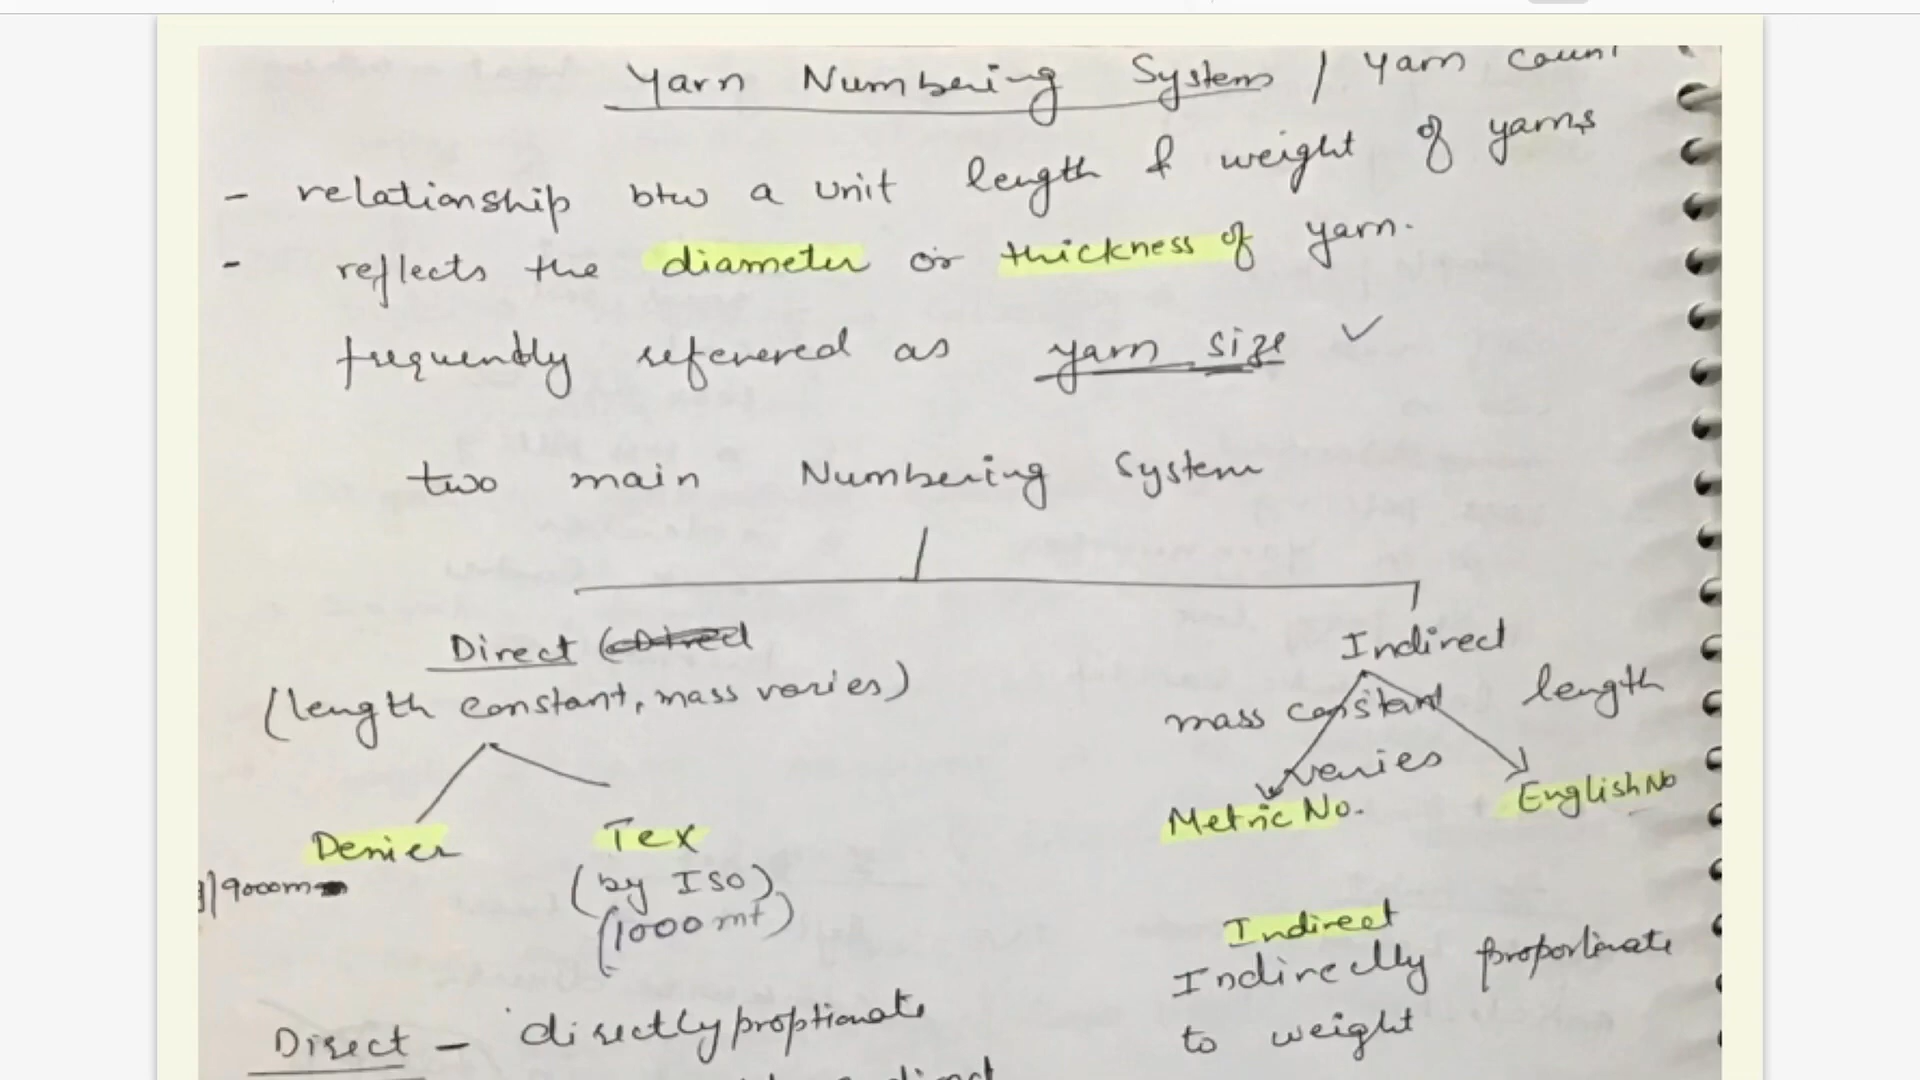 Yarn Numbering System / Yarn Count
- relationship btw a unit length & weight of yarns
- reflects the diameter or thickness of yarn.
frequently refenered as yarn size ✓
two main Numbering System
Direct (Direct
Indirect
(length constant, mass varies)
mass constant length
varies
Denier
Tex
Metric No.
English No
/9000m
(by ISO)
(1000 mt)
Indirect
Indirectly proportionate
to weight
Direct - directly proptionate